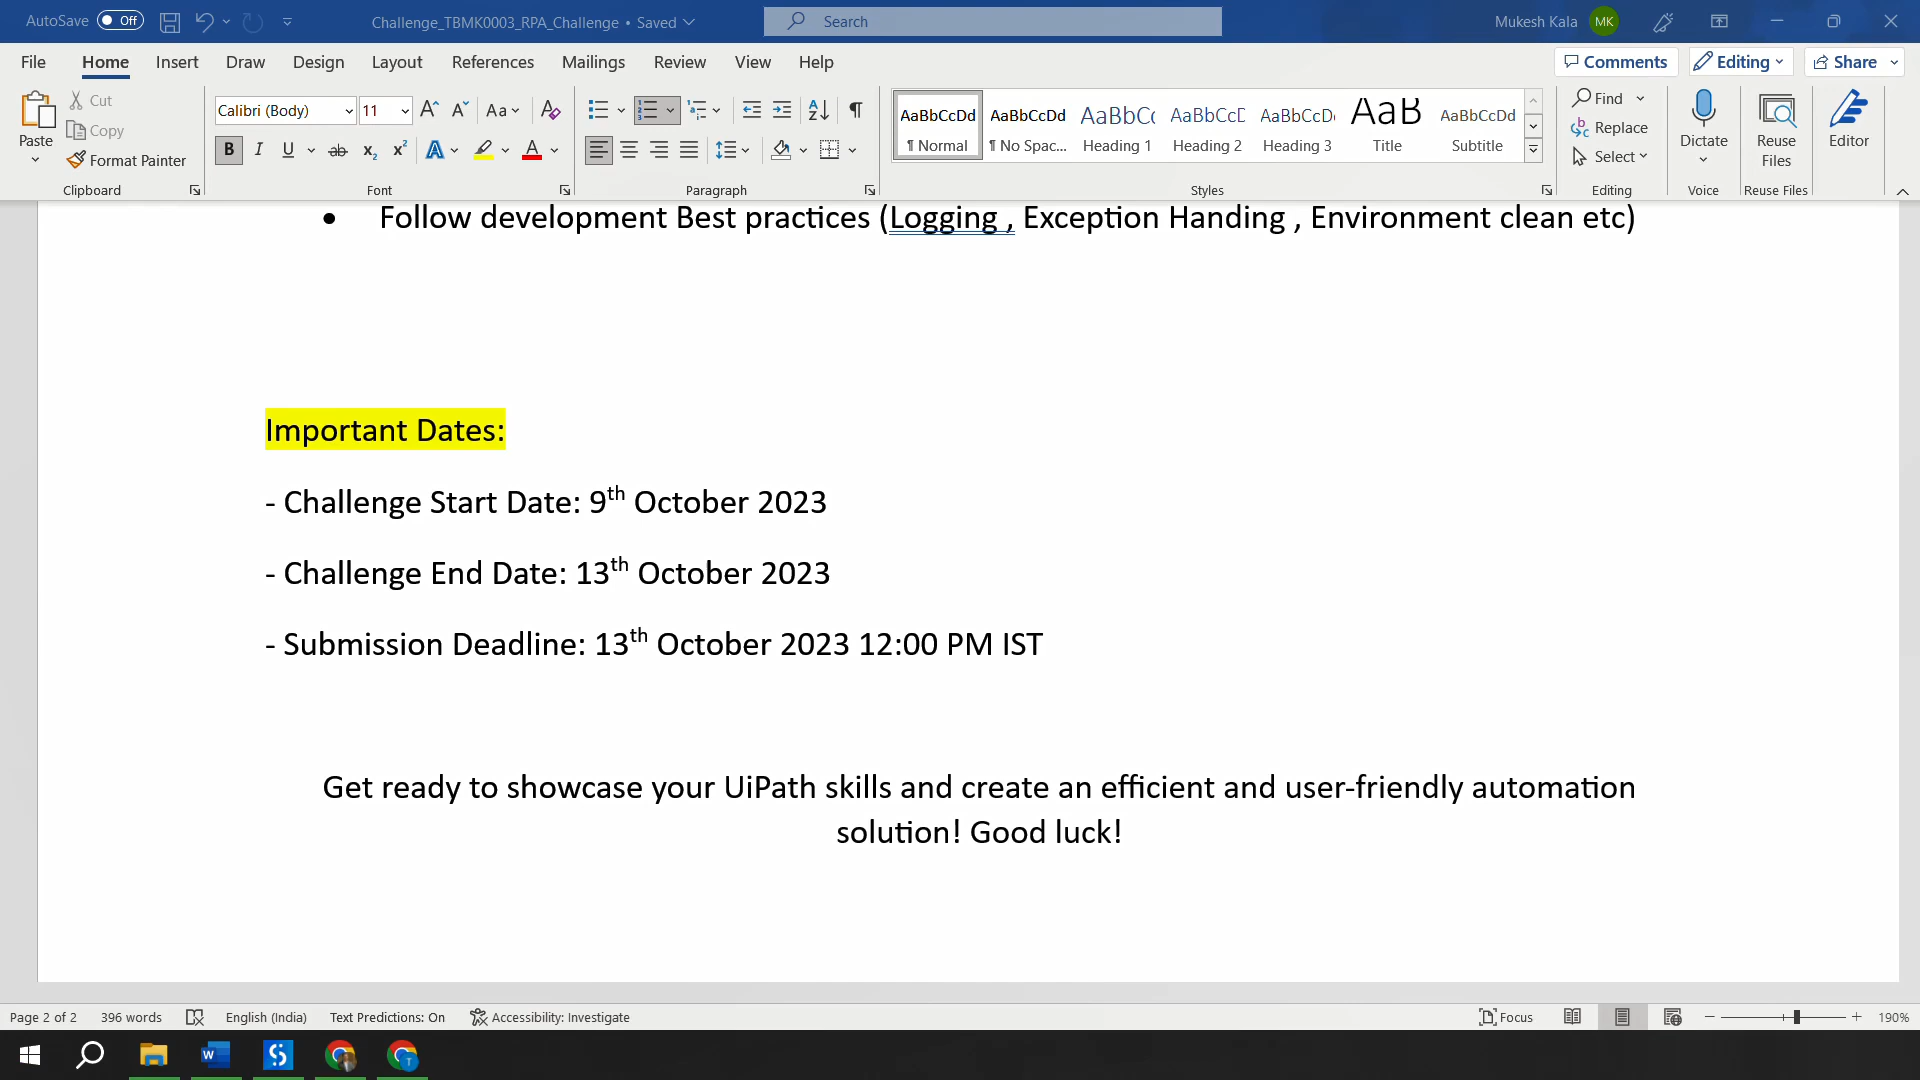 AutoSave Off Challenge_TBMK0003_RPA_Challenge • Saved Search Mukesh Kala MK
File Home Insert Draw Design Layout References Mailings Review View Help Comments Editing Share
Paste Cut Copy Format Painter Clipboard
Calibri (Body) 11 Aa B I U ab x₂ x² A A Font
Paragraph
AaBbCcDd AaBbCcDd AaBbCc AaBbCcD AaBbCcDd AaB AaBbCcDd
¶ Normal ¶ No Spac... Heading 1 Heading 2 Heading 3 Title Subtitle
Styles
Find Replace Select Editing
Dictate Voice
Reuse Files Reuse Files
Editor
• Follow development Best practices (Logging , Exception Handing , Environment clean etc)
Important Dates:
- Challenge Start Date: 9th October 2023
- Challenge End Date: 13th October 2023
- Submission Deadline: 13th October 2023 12:00 PM IST
Get ready to showcase your UiPath skills and create an efficient and user-friendly automation
solution! Good luck!
Page 2 of 2 396 words English (India) Text Predictions: On Accessibility: Investigate Focus 190%